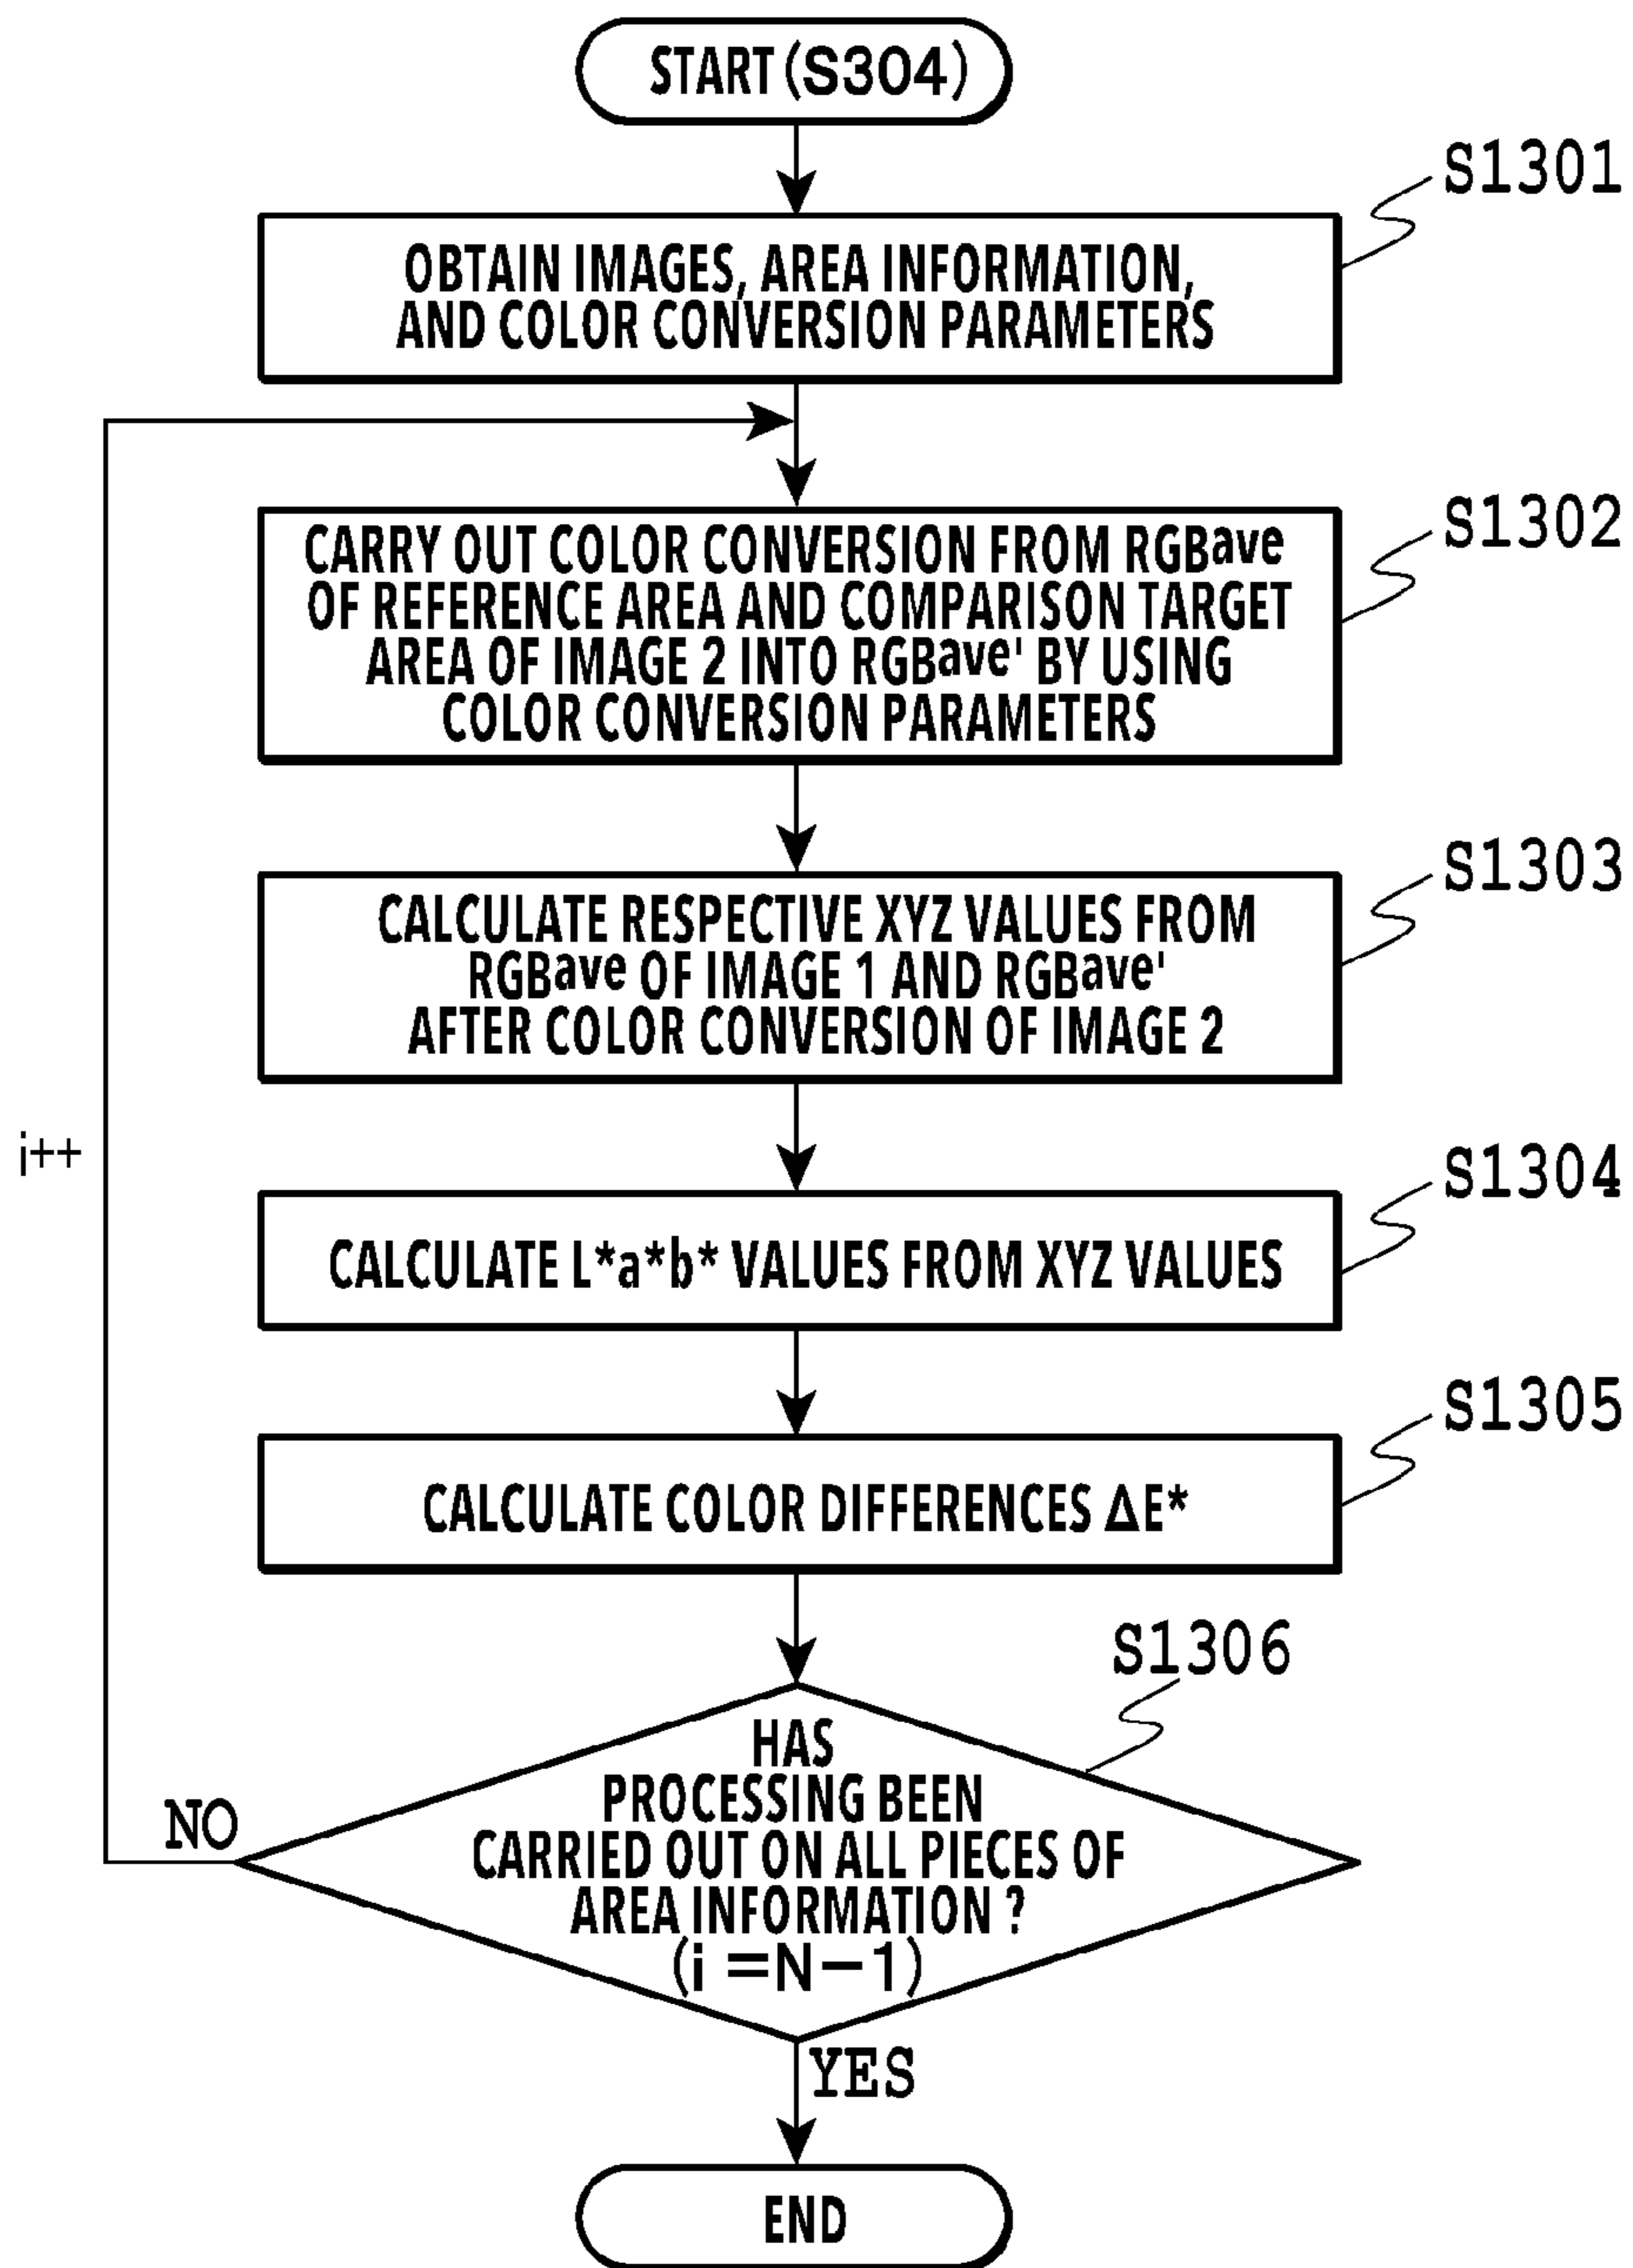 START (S304)
S1301
OBTAIN IMAGES, AREA INFORMATION,
AND COLOR CONVERSION PARAMETERS
S1302
CARRY OUT COLOR CONVERSION FROM RGBave
OF REFERENCE AREA AND COMPARISON TARGET
AREA OF IMAGE 2 INTO RGBave' BY USING
COLOR CONVERSION PARAMETERS
S1303
CALCULATE RESPECTIVE XYZ VALUES FROM
RGBave OF IMAGE 1 AND RGBave'
AFTER COLOR CONVERSION OF IMAGE 2
i++
S1304
CALCULATE L*a*b* VALUES FROM XYZ VALUES
S1305
CALCULATE COLOR DIFFERENCES ΔE*
S1306
HAS
PROCESSING BEEN
CARRIED OUT ON ALL PIECES OF
AREA INFORMATION ?
(i =N−1)
NO
YES
END